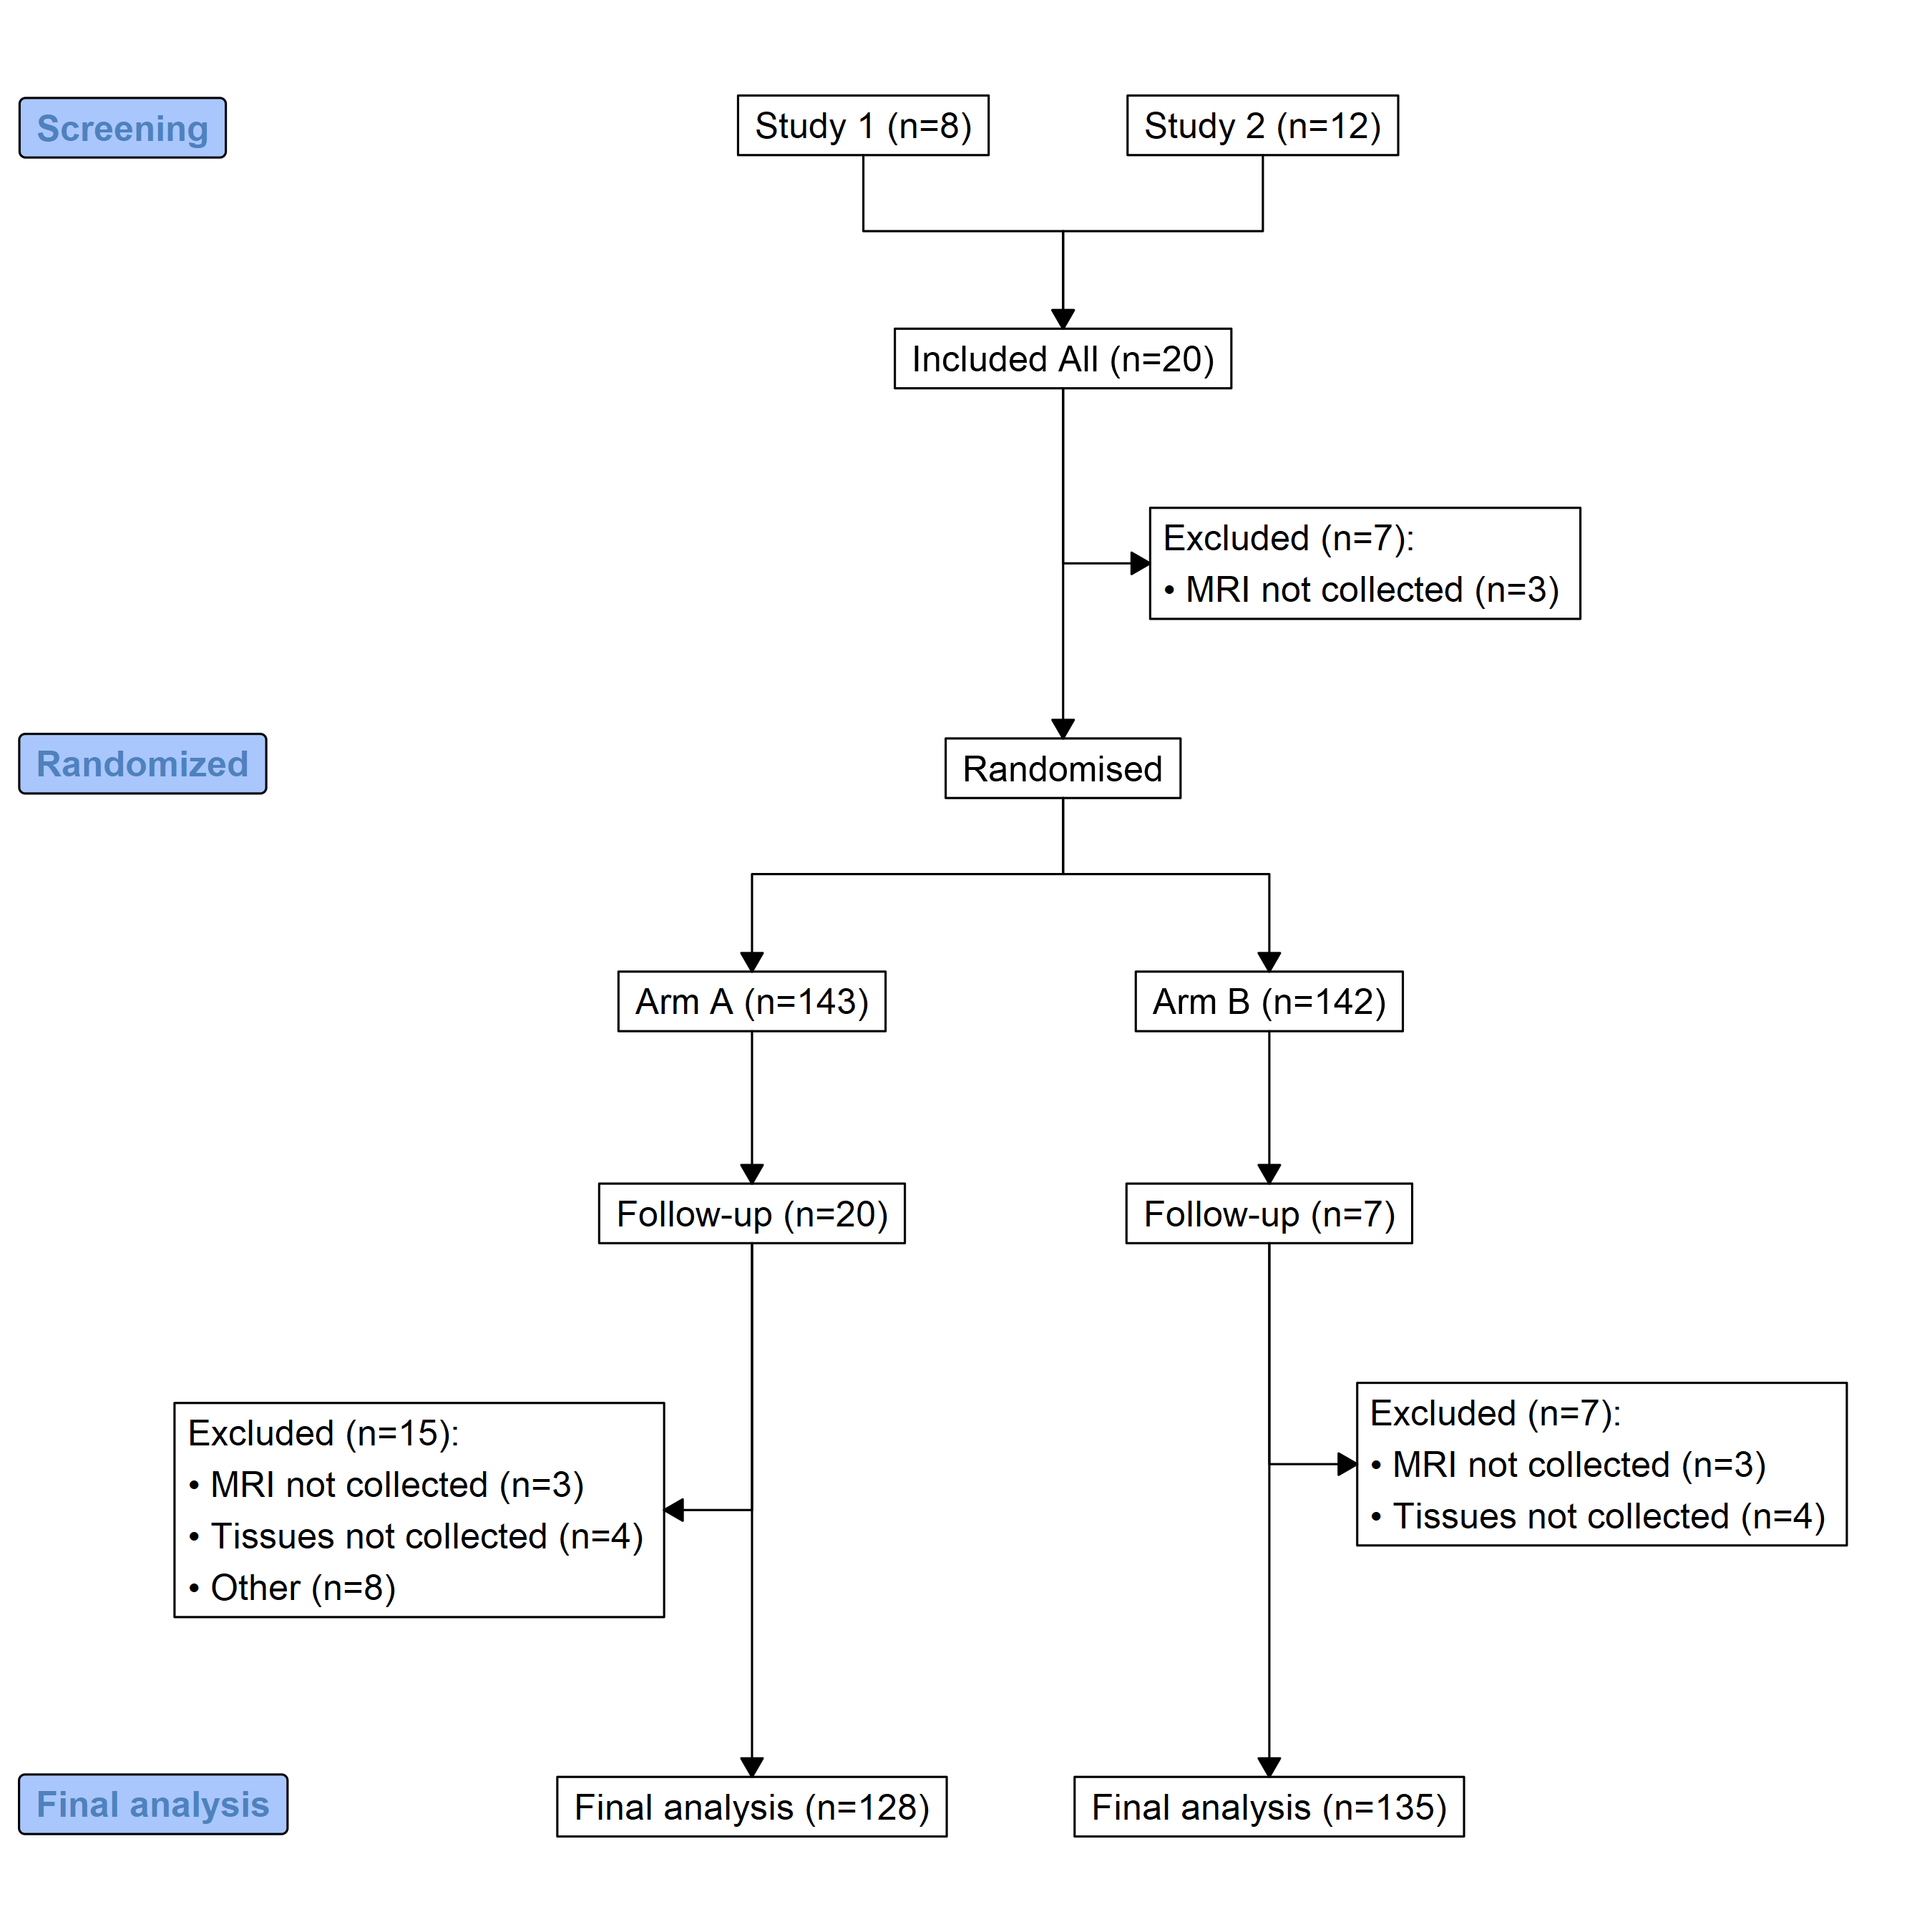 Screening
Study 1 (n=8)
Study 2 (n=12)
Included All (n=20)
Excluded (n=7):
• MRI not collected (n=3)
Randomized
Randomised
Arm A (n=143)
Arm B (n=142)
Follow-up (n=20)
Follow-up (n=7)
Excluded (n=15):
• MRI not collected (n=3)
• Tissues not collected (n=4)
• Other (n=8)
Excluded (n=7):
• MRI not collected (n=3)
• Tissues not collected (n=4)
Final analysis
Final analysis (n=128)
Final analysis (n=135)